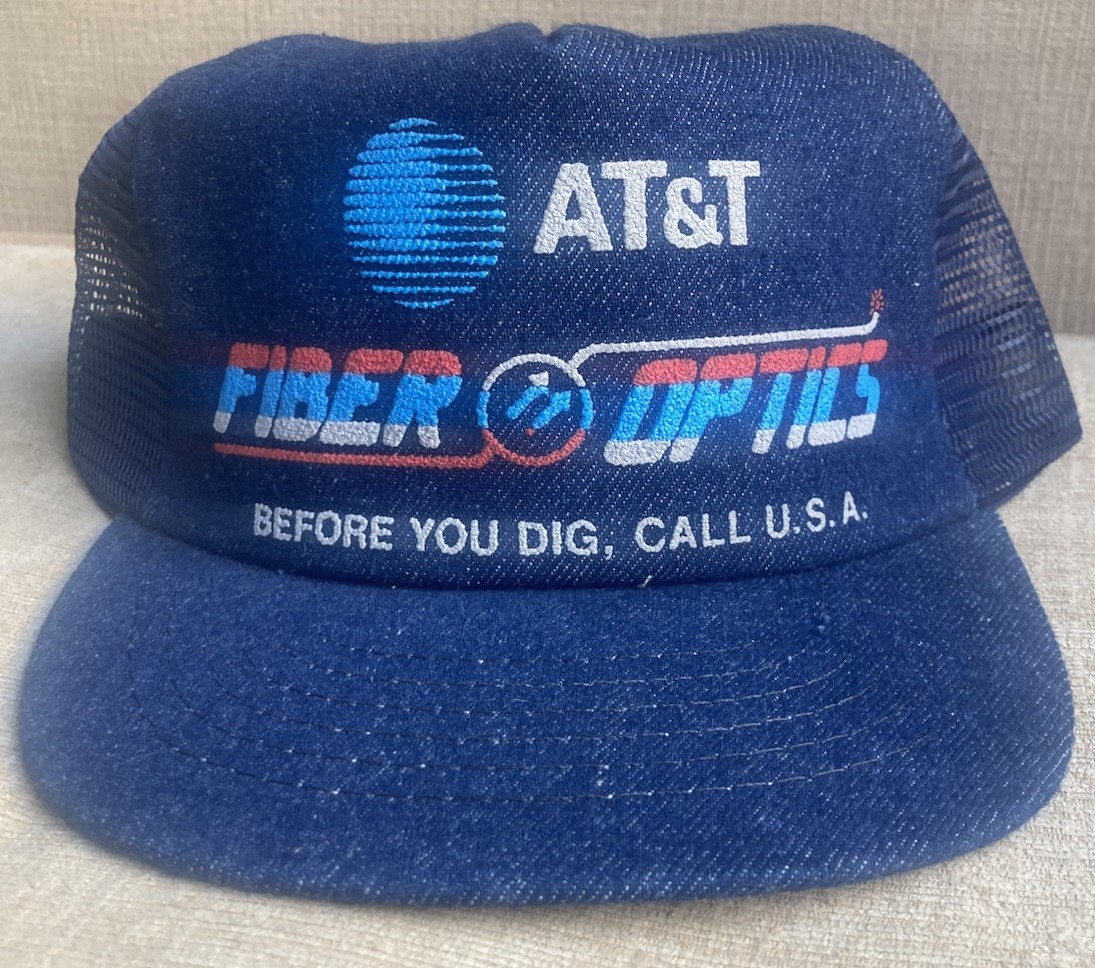 AT&T
FIBER OPTICS
BEFORE YOU DIG, CALL U.S.A.